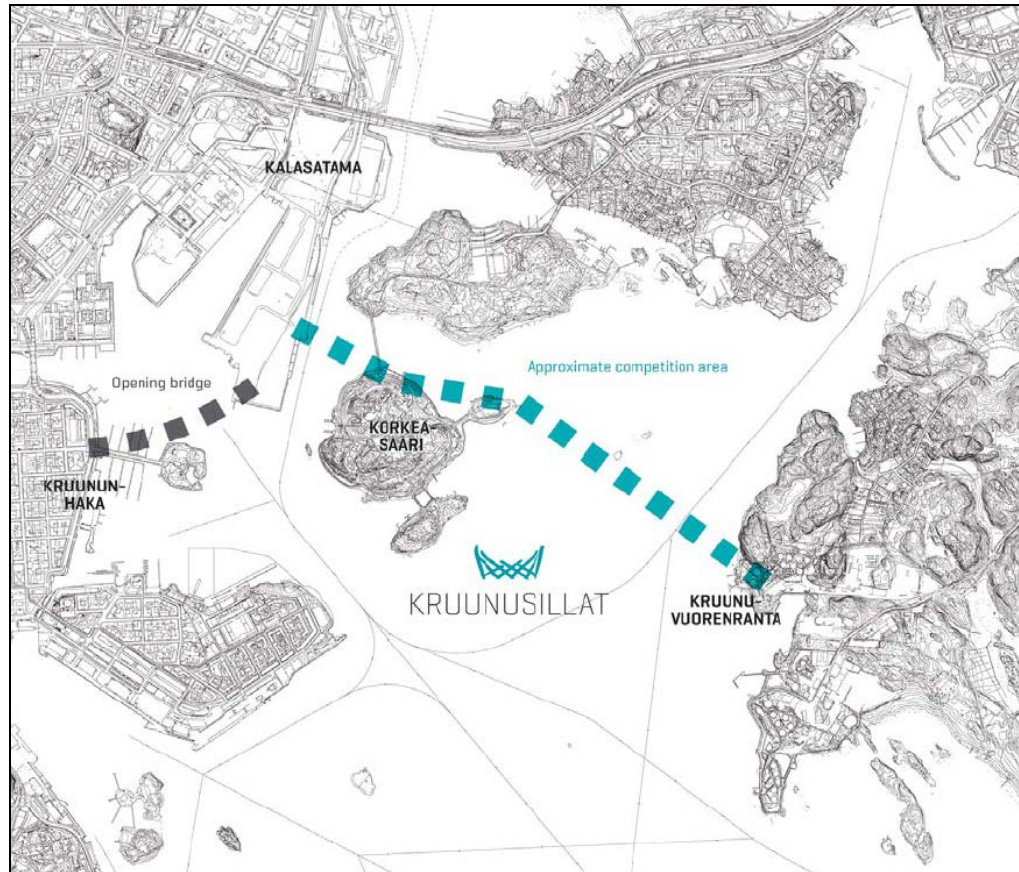 KALASATAMA
Approximate competition area
Opening bridge
KORKEA-
SAARI
KRUUNUN-
HAKA
KRUUNUSILLAT
KRUUNU-
VUORENRANTA